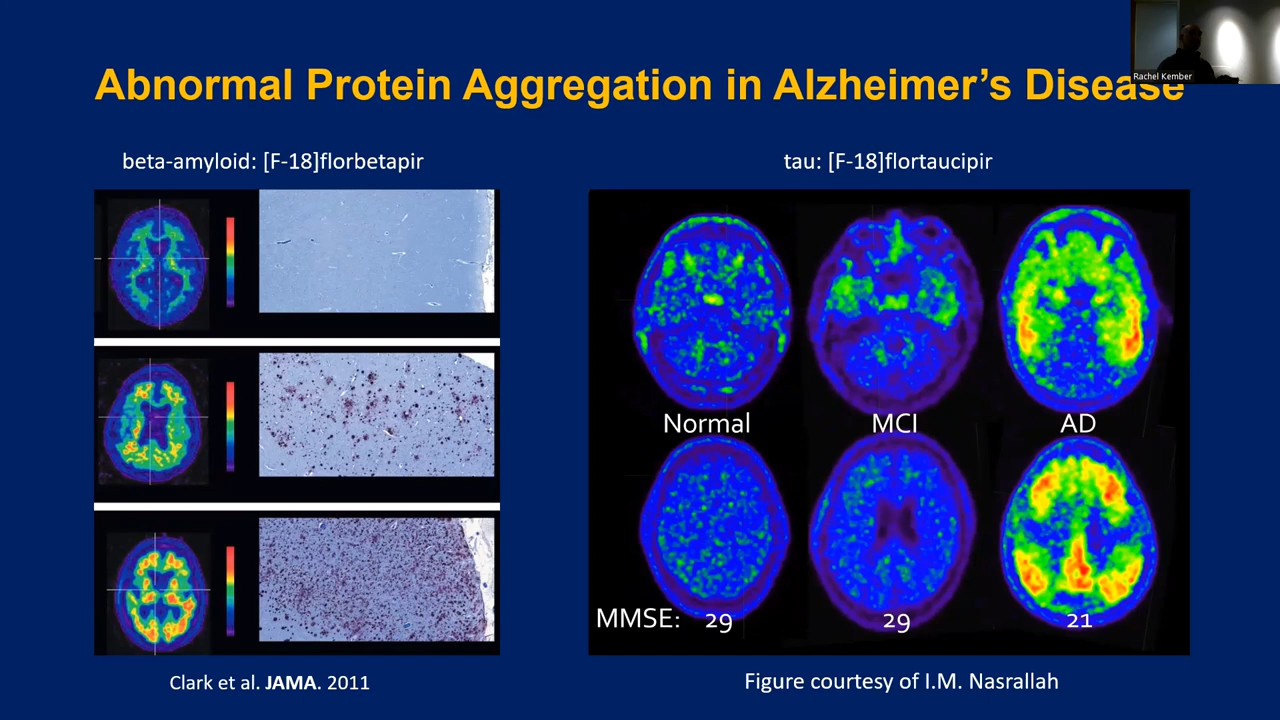 Rachel Kember
Abnormal Protein Aggregation in Alzheimer’s Disease
beta-amyloid: [F-18]florbetapir
tau: [F-18]flortaucipir
Normal
MCI
AD
MMSE: 29
29
21
Clark et al. JAMA. 2011
Figure courtesy of I.M. Nasrallah